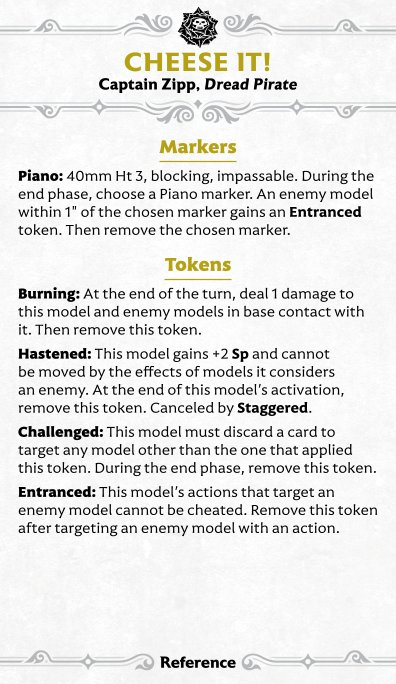 CHEESE IT!
Captain Zipp, Dread Pirate
Markers
Piano: 40mm Ht 3, blocking, impassable. During the
end phase, choose a Piano marker. An enemy model
within 1" of the chosen marker gains an Entranced
token. Then remove the chosen marker.
Tokens
Burning: At the end of the turn, deal 1 damage to
this model and enemy models in base contact with
it. Then remove this token.
Hastened: This model gains +2 Sp and cannot
be moved by the effects of models it considers
an enemy. At the end of this model's activation,
remove this token. Canceled by Staggered.
Challenged: This model must discard a card to
target any model other than the one that applied
this token. During the end phase, remove this token.
Entranced: This model's actions that target an
enemy model cannot be cheated. Remove this token
after targeting an enemy model with an action.
Reference